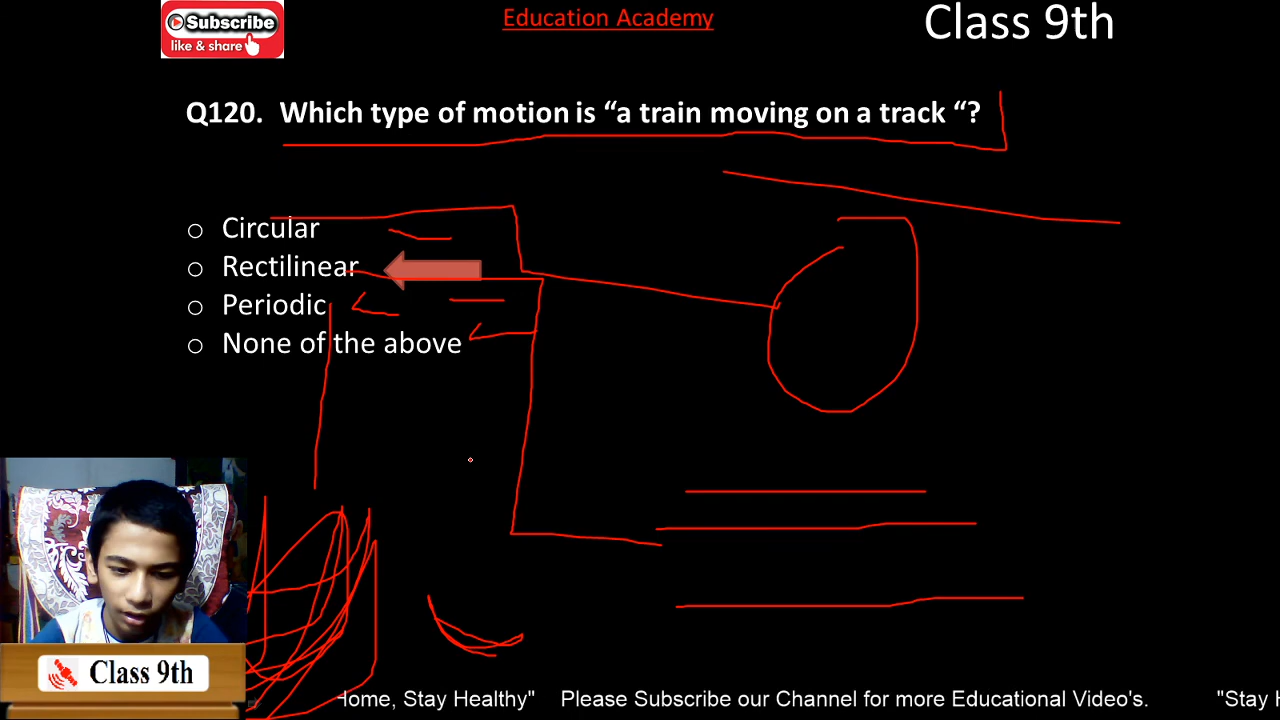 Subscribe
like & share
Education Academy
Class 9th
Q120. Which type of motion is “a train moving on a track “?
Circular
Rectilinear
Periodic
None of the above
Class 9th
Home, Stay Healthy" Please Subscribe our Channel for more Educational Video's. "Stay H